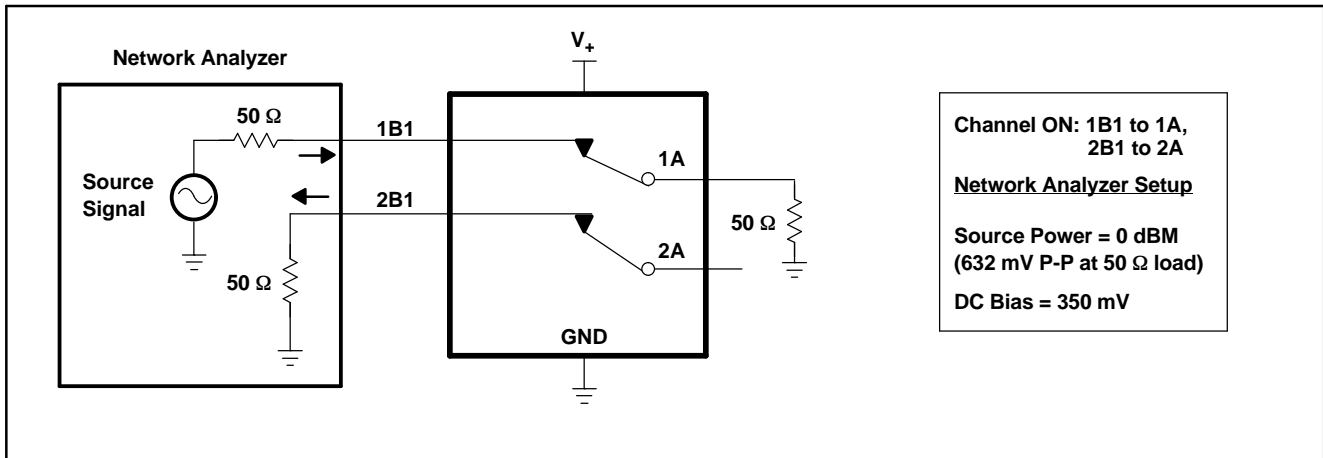 Network Analyzer
V+
50 Ω
1B1
1A
Source
Signal
2B1
50 Ω
2A
50 Ω
GND
Channel ON: 1B1 to 1A,
2B1 to 2A
Network Analyzer Setup
Source Power = 0 dBM
(632 mV P-P at 50 Ω load)
DC Bias = 350 mV